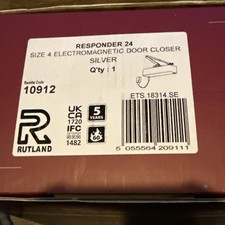 RESPONDER 24
SIZE 4 ELECTROMAGNETIC DOOR CLOSER
SILVER
Q'ty : 1
10912
ETS.18314.SE
UK
CA
1720
IFC
1482
5
YEARS
60
R
RUTLAND
5 055564 209111